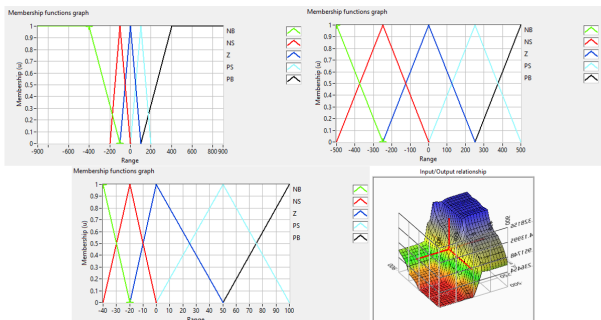 Membership functions graph
Membership (u)
1-
0.9-
0.8-
0.7-
0.6-
0.5-
0.4-
0.3-
0.2-
0.1-
0-
-900 -800 -600 -400 -200 0 200 400 600 800 900
Range
NB
NS
Z
PS
PB
Membership functions graph
Membership (u)
1-
0.9-
0.8-
0.7-
0.6-
0.5-
0.4-
0.3-
0.2-
0.1-
0-
-500 -400 -300 -200 -100 0 100 200 300 400 500
Range
NB
NS
Z
PS
PB
Membership functions graph
Membership (u)
1-
0.9-
0.8-
0.7-
0.6-
0.5-
0.4-
0.3-
0.2-
0.1-
0-
-40 -30 -20 -10 0 10 20 30 40 50 60 70 80 90 100
Range
NB
NS
Z
PS
PB
Input/Output relationship